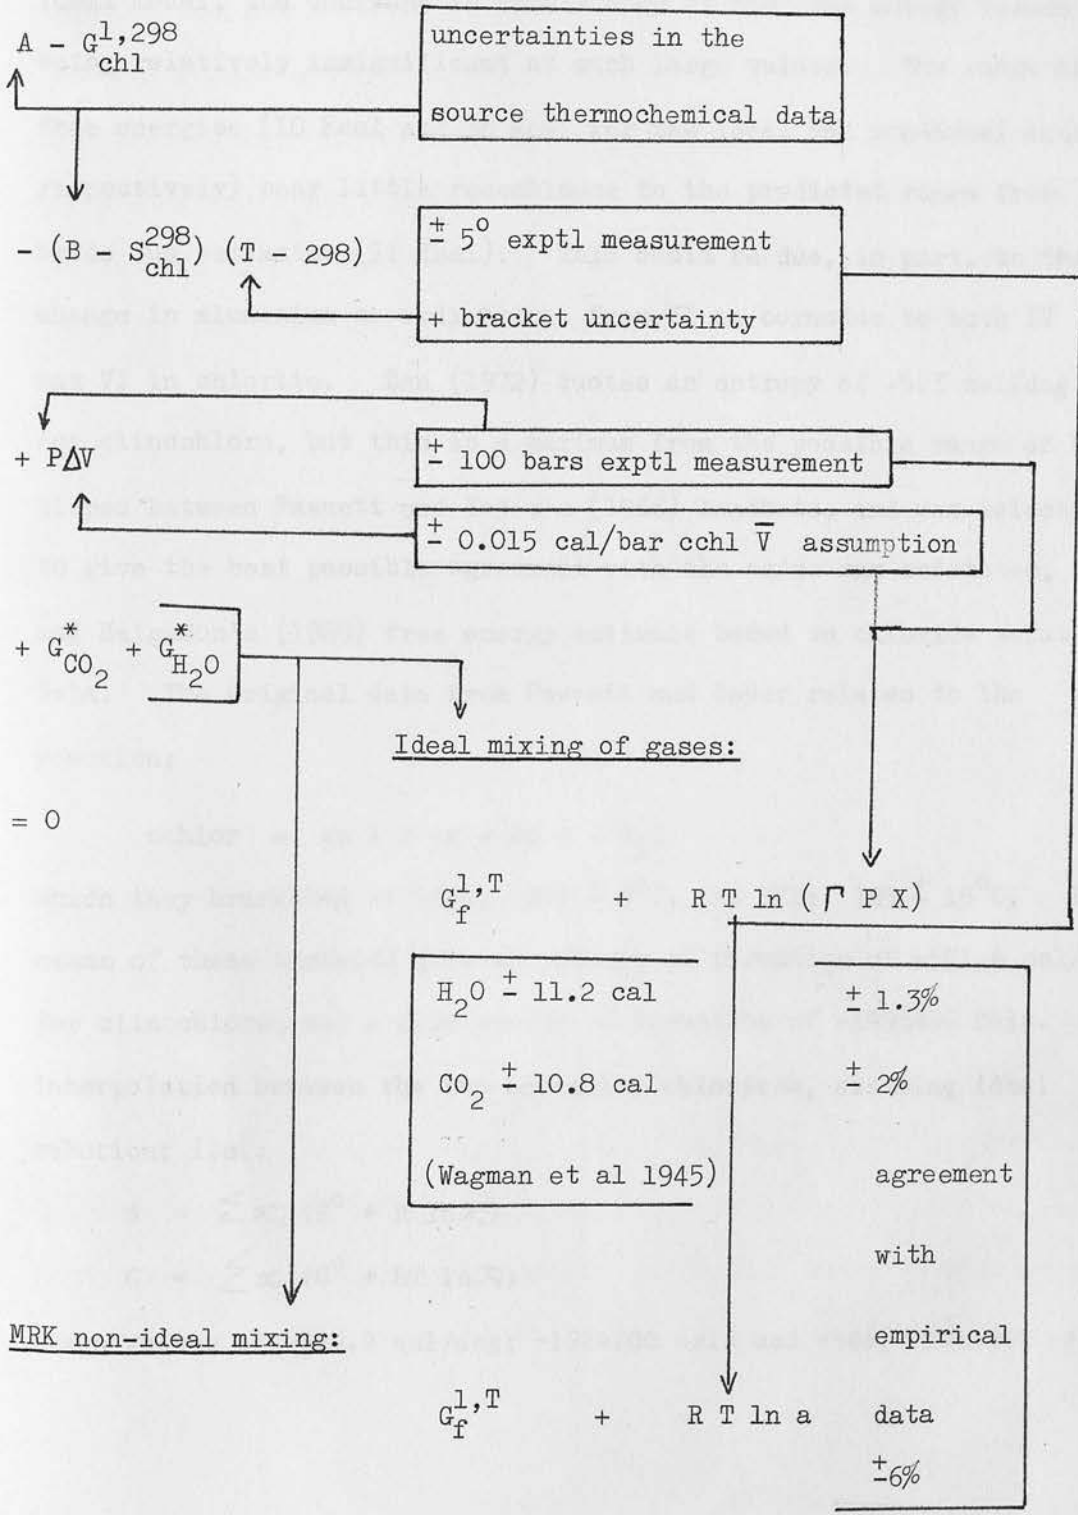 A - G^{1,298}_{chl}
uncertainties in the
source thermochemical data
- (B - S^{298}_{chl}) (T - 298)
± 5° exptl measurement
+ bracket uncertainty
+ PΔV
± 100 bars exptl measurement
± 0.015 cal/bar cchl V̅ assumption
+ G^{*}_{CO_2} + G^{*}_{H_2O}
Ideal mixing of gases:
= 0
G_f^{1,T} + R T ln (Γ P X)
H_2O ± 11.2 cal ± 1.3%
CO_2 ± 10.8 cal ± 2%
(Wagman et al 1945) agreement
with
MRK non-ideal mixing: empirical
G_f^{1,T} + R T ln a data
±6%